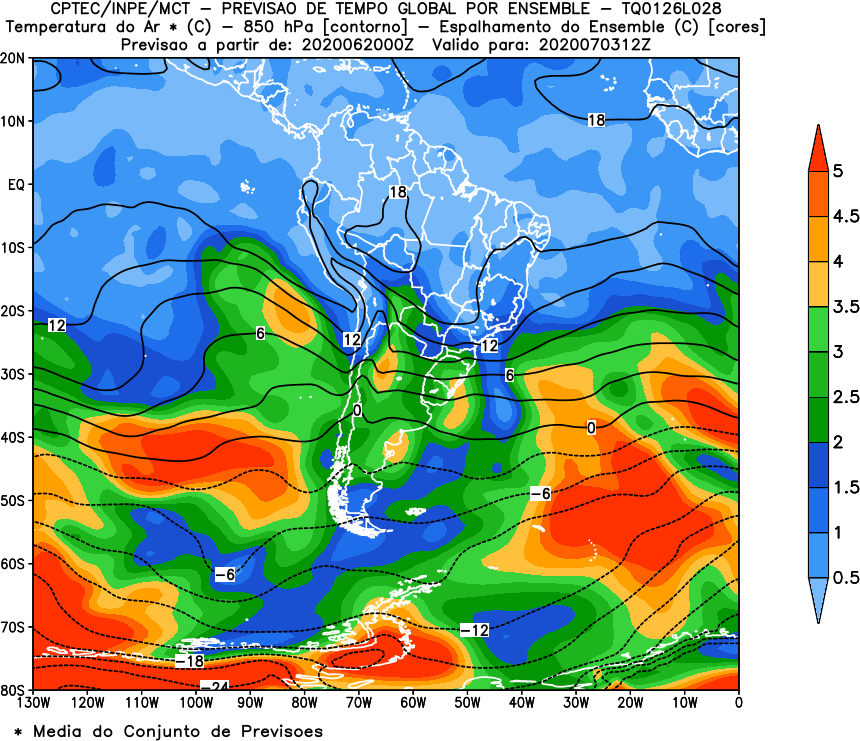 CPTEC/INPE/MCT − PREVISAO DE TEMPO GLOBAL POR ENSEMBLE − TQ0126L028
Temperatura do Ar * (C) − 850 hPa [contorno] − Espalhamento do Ensemble (C) [cores]
Previsao a partir de: 2020062000Z  Valido para: 2020070312Z
20N
10N
EQ
10S
20S
30S
40S
50S
60S
70S
80S
18
18
12
6
12
12
6
0
0
−6
−6
−12
−18
−24
5
4.5
4
3.5
3
2.5
2
1.5
1
0.5
130W 120W 110W 100W 90W 80W 70W 60W 50W 40W 30W 20W 10W 0
* Media do Conjunto de Previsoes